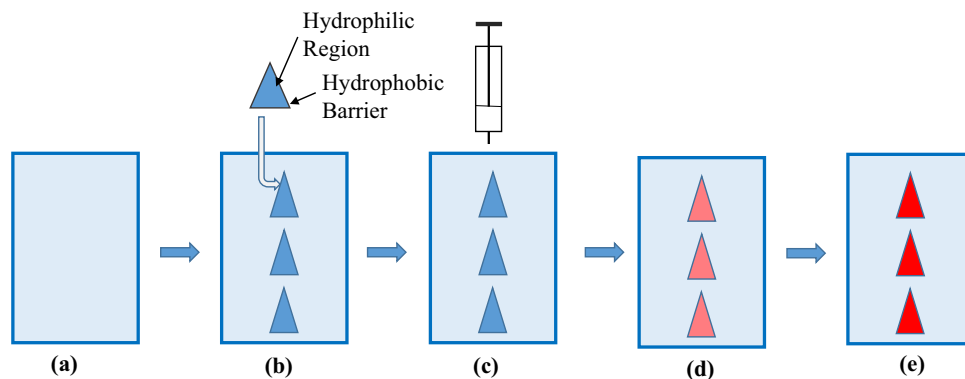 Hydrophilic
Region
Hydrophobic
Barrier
(a)
(b)
(c)
(d)
(e)